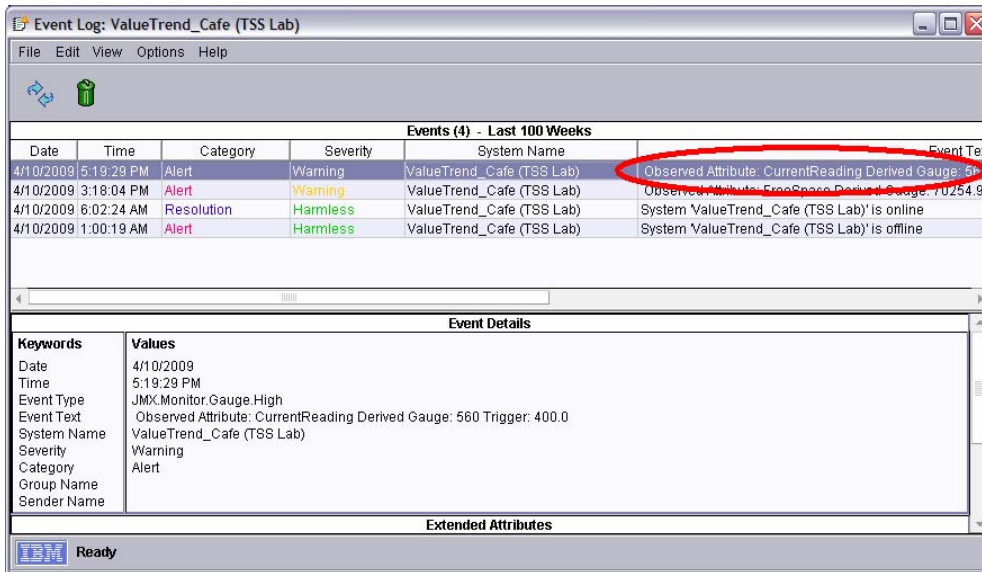 Event Log: ValueTrend_Cafe (TSS Lab)
File Edit View Options Help
Events (4) - Last 100 Weeks
Date Time Category Severity System Name Event Te
4/10/2009 5:19:29 PM Alert Warning ValueTrend_Cafe (TSS Lab) Observed Attribute: CurrentReading Derived Gauge: 56
4/10/2009 3:18:04 PM Alert Warning ValueTrend_Cafe (TSS Lab) Observed Attribute: FreeSpace Derived Gauge: 70254.9
4/10/2009 6:02:24 AM Resolution Harmless ValueTrend_Cafe (TSS Lab) System 'ValueTrend_Cafe (TSS Lab)' is online
4/10/2009 1:00:19 AM Alert Harmless ValueTrend_Cafe (TSS Lab) System 'ValueTrend_Cafe (TSS Lab)' is offline
Event Details
Keywords Values
Date 4/10/2009
Time 5:19:29 PM
Event Type JMX.Monitor.Gauge.High
Event Text Observed Attribute: CurrentReading Derived Gauge: 560 Trigger: 400.0
System Name ValueTrend_Cafe (TSS Lab)
Severity Warning
Category Alert
Group Name
Sender Name
Extended Attributes
IBM Ready